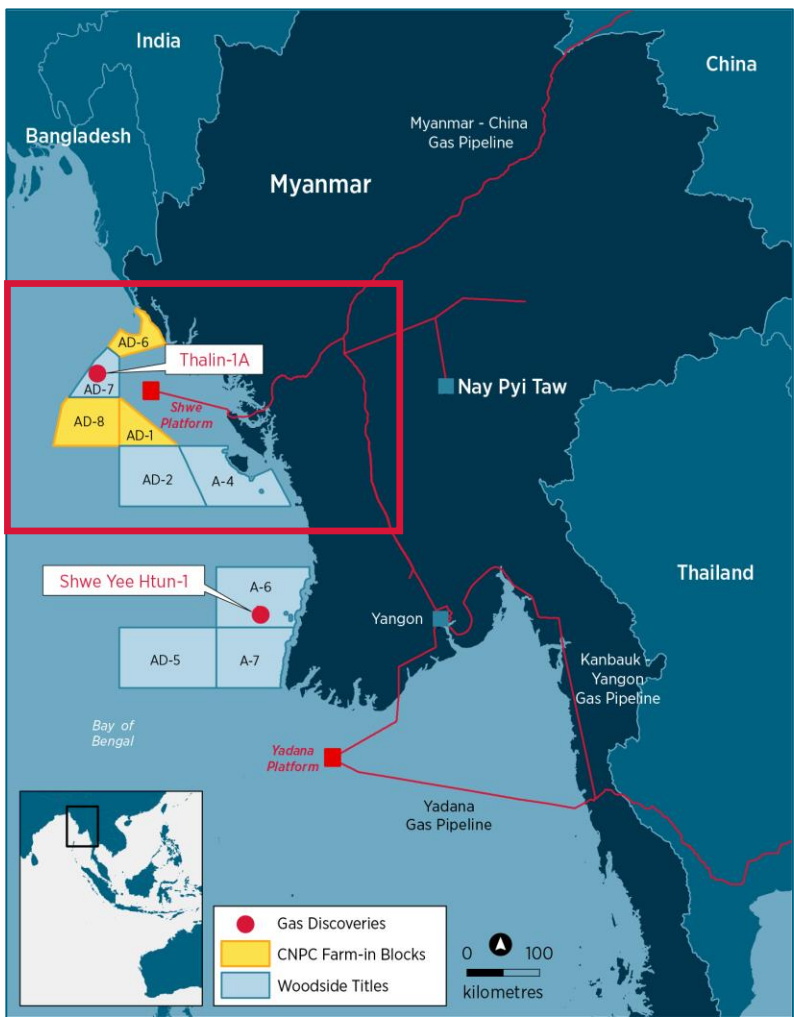 India
China
Bangladesh
Myanmar - China
Gas Pipeline
Myanmar
AD-6
Thalin-1A
AD-7
Shwe
Platform
Nay Pyi Taw
AD-8
AD-1
AD-2
A-4
Shwe Yee Htun-1
A-6
Thailand
Yangon
AD-5
A-7
Kanbauk -
Yangon
Gas Pipeline
Bay of
Bengal
Yadana
Platform
Yadana
Gas Pipeline
Gas Discoveries
CNPC Farm-in Blocks
Woodside Titles
0 100
kilometres